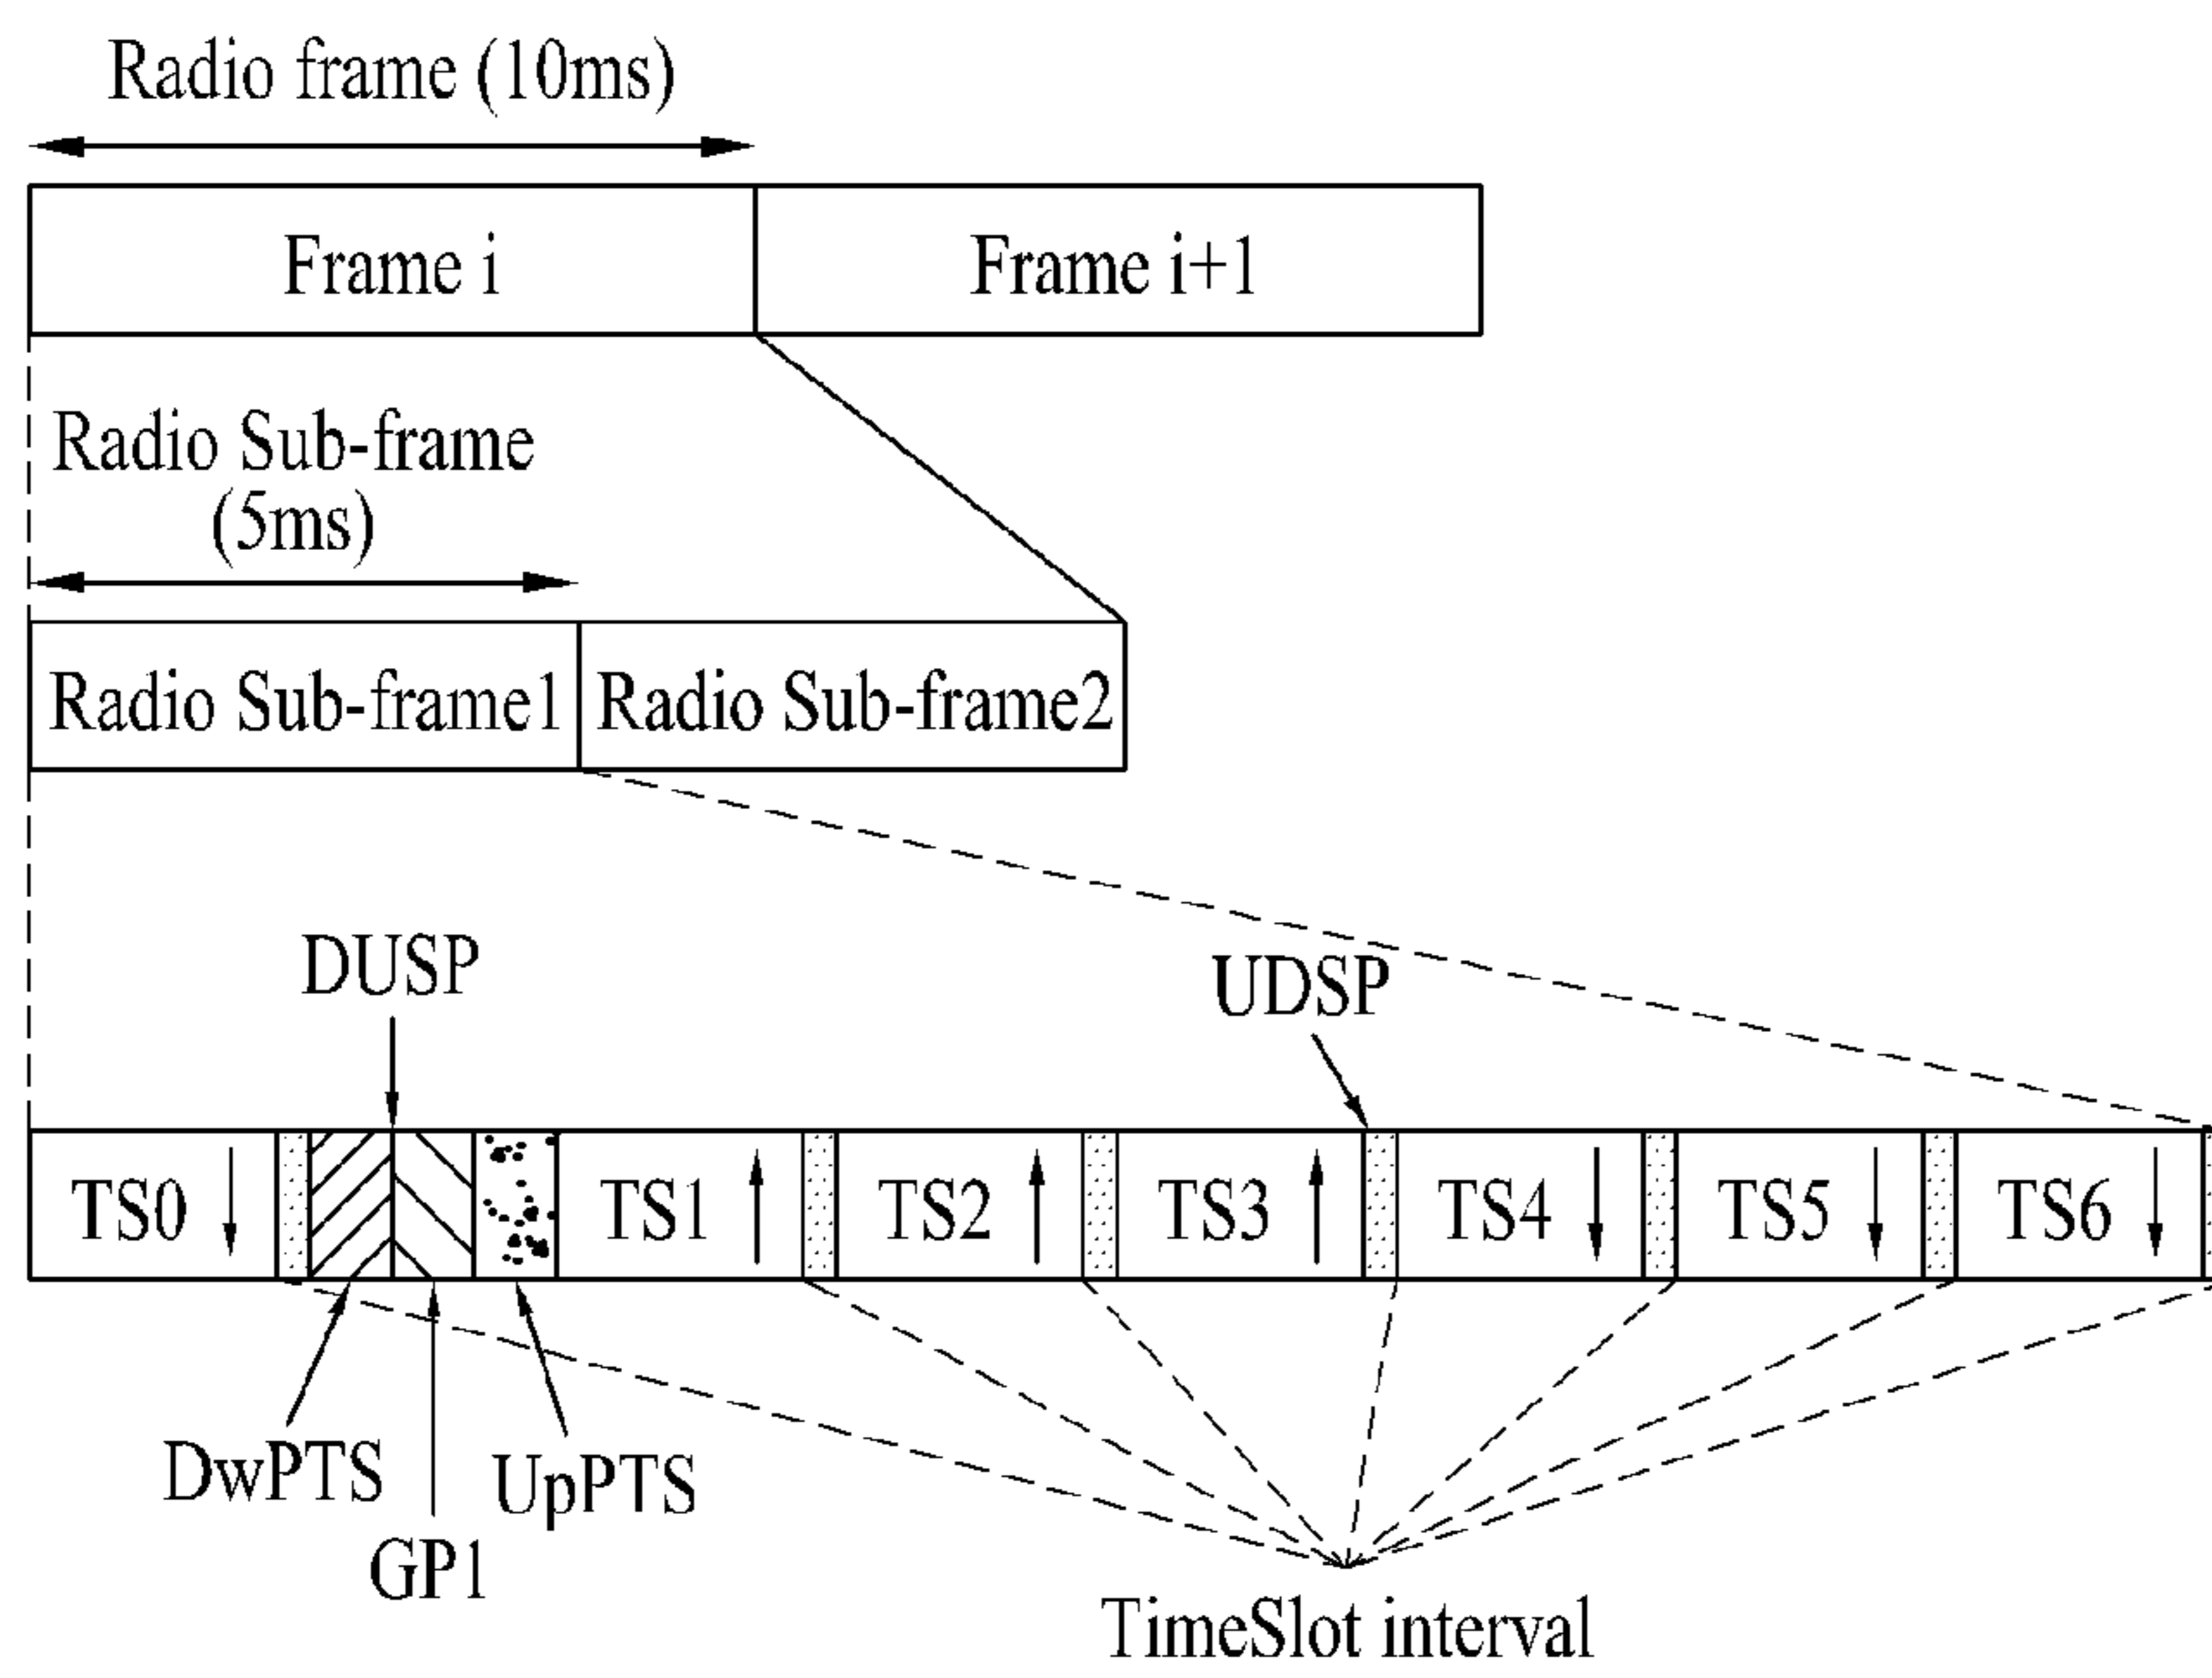 Radio frame (10ms)
Frame i
Frame i+1
Radio Sub-frame
(5ms)
Radio Sub-frame1
Radio Sub-frame2
DUSP
UDSP
TS0
TS1
TS2
TS3
TS4
TS5
TS6
DwPTS
UpPTS
GP1
TimeSlot interval